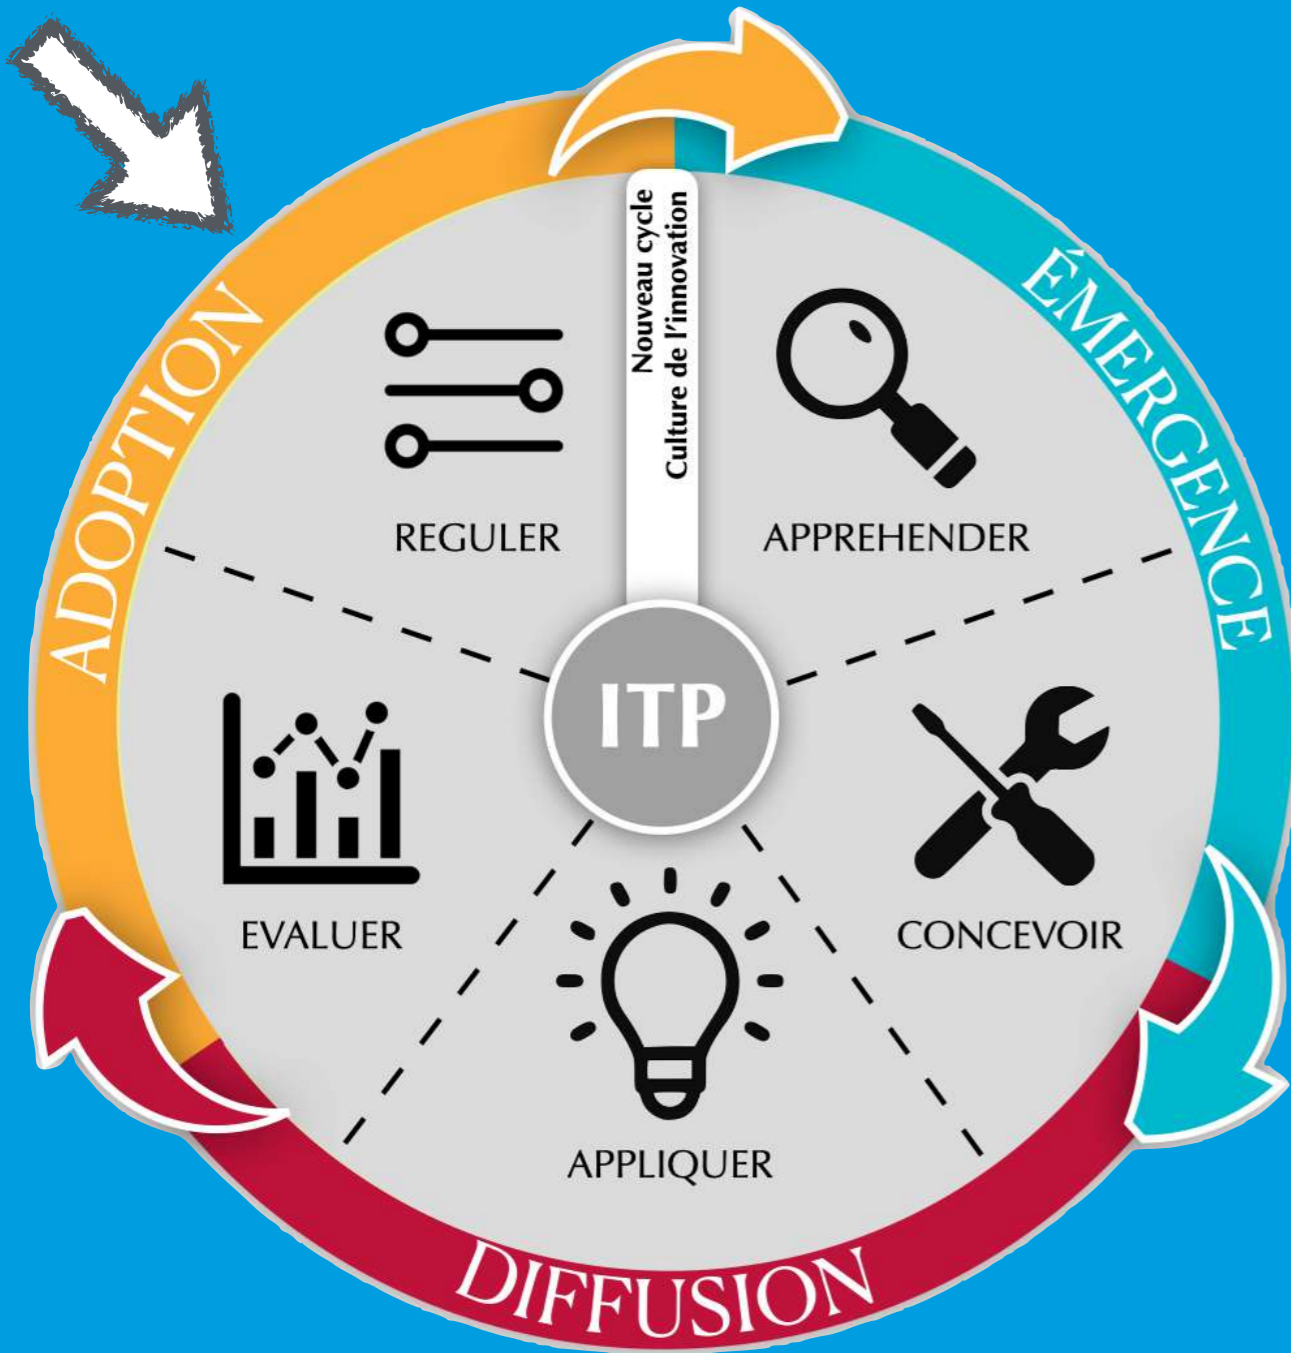 Nouveau cycle
Culture de l'innovation
ÉMERGENCE
APPREHENDER
CONCEVOIR
DIFFUSION
APPLIQUER
ADOPTION
EVALUER
REGULER
ITP